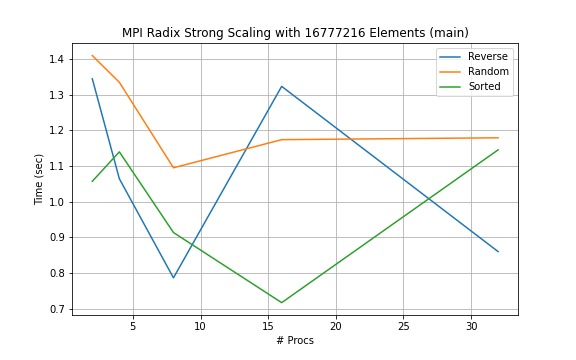 MPI Radix Strong Scaling with 16777216 Elements (main)
Reverse
Random
Sorted
Time (sec)
1.4
1.3
1.2
1.1
1.0
0.9
0.8
0.7
5 10 15 20 25 30
# Procs